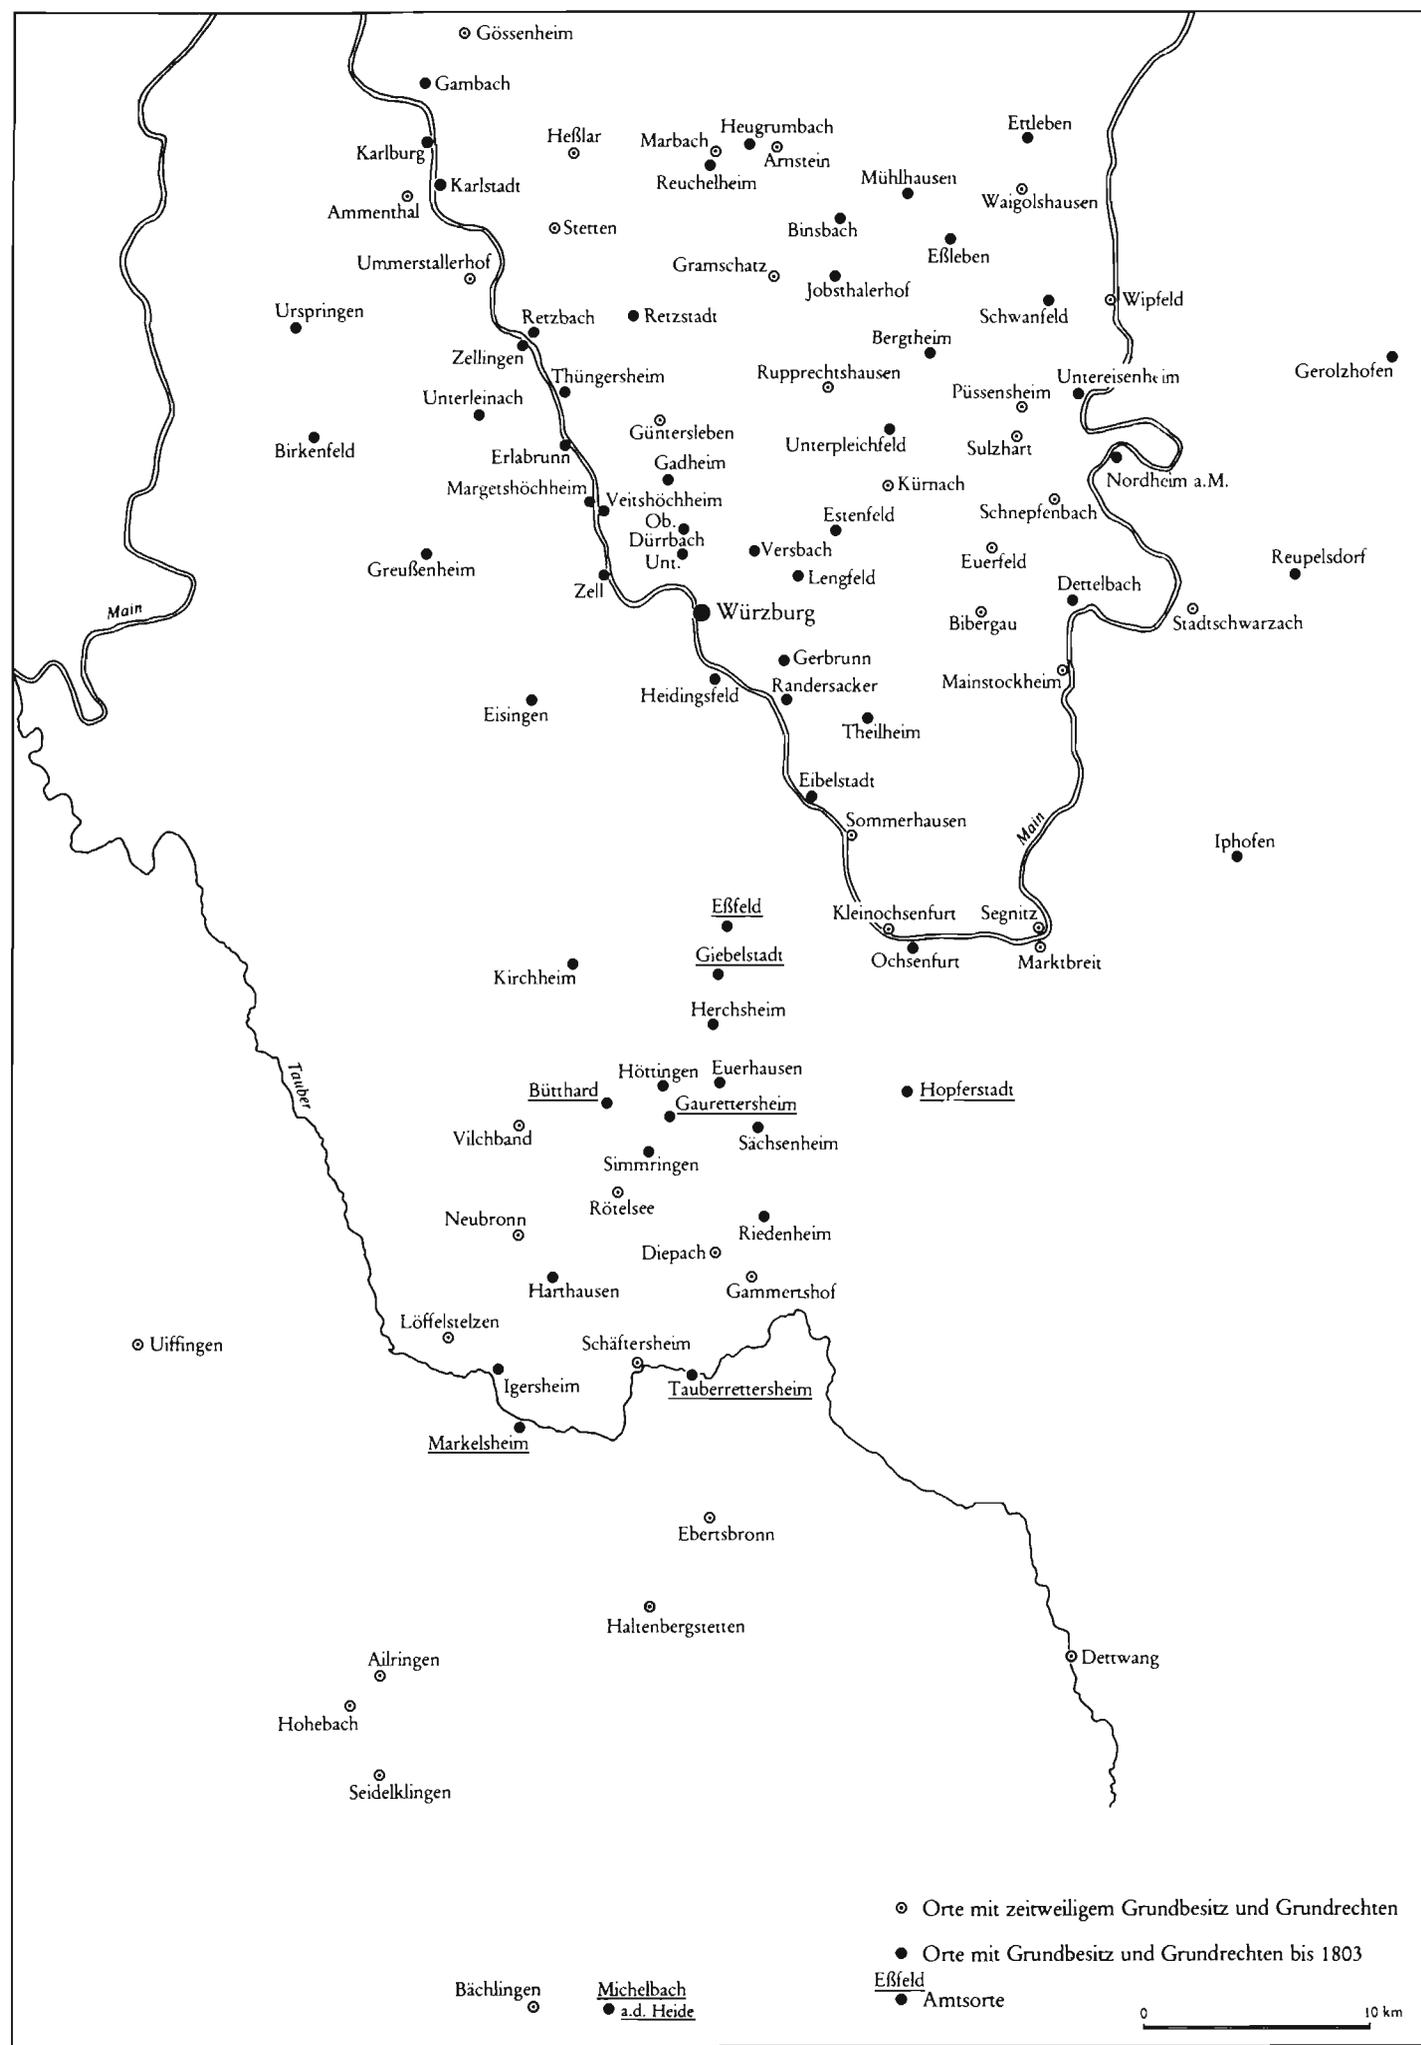 Gössenheim
Gambach
Ettleben
Heugrumbach
Heßlar
Marbach
Arnstein
Karlburg
Reuchelheim
Mühlhausen
Karlstadt
Waigolshausen
Ammenthal
Stetten
Binsbach
Eßleben
Ummerstallerhof
Gramschatz
Jobsthalerhof
Wipfeld
Urspringen
Retzbach
Retzstadt
Schwanfeld
Bergtheim
Zellingen
Gerolzhofen
Thüngersheim
Rupprechtshausen
Untereisenheim
Unterleinach
Püssensheim
Güntersleben
Unterpleichfeld
Sulzhart
Birkenfeld
Erlabrunn
Gadheim
Nordheim a.M.
Margetshöchheim
Kürnach
Veitshöchheim
Schnepfenbach
Ob.
Estenfeld
Dürrbach
Versbach
Unt.
Euerfeld
Reupelsdorf
Greußenheim
Lengfeld
Zell
Dettelbach
Main
Würzburg
Bibergau
Stadtschwarzach
Gerbrunn
Mainstockheim
Heidingsfeld
Randersacker
Eisingen
Theilheim
Eibelstadt
Sommerhausen
Main
Iphofen
Eßfeld
Kleinochsenfurt
Segnitz
Giebelstadt
Ochsenfurt
Marktbreit
Kirchheim
Herchsheim
Tauber
Höttingen
Euerhausen
Bütthard
Hopferstadt
Gaurettersheim
Vilchband
Sächsenheim
Simmringen
Rötelsee
Neubronn
Riedenheim
Diepach
Harthausen
Gammertshof
Löffelstelzen
Uiffingen
Schäftersheim
Igersheim
Tauberrettersheim
Markelsheim
Ebertsbronn
Haltenbergstetten
Ailringen
Dettwang
Hohebach
Seidelklingen
Orte mit zeitweiligem Grundbesitz und Grundrechten
Orte mit Grundbesitz und Grundrechten bis 1803
Eßfeld
Amtsorte
Bächlingen
Michelbach
a.d. Heide
0 10 km